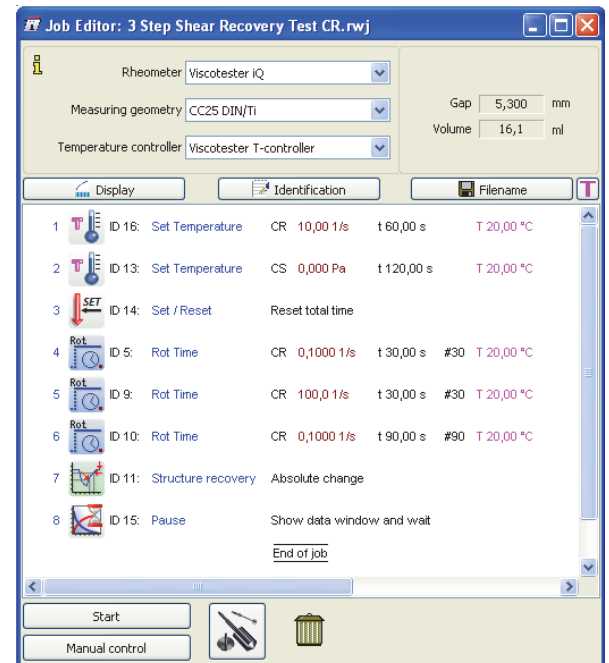 Job Editor: 3 Step Shear Recovery Test CR.rwj
Rheometer Viscotester iQ
Measuring geometry CC25 DIN/Ti
Gap 5,300 mm
Volume 16,1 ml
Temperature controller Viscotester T-controller
Display Identification Filename T
1 T ID 16: Set Temperature CR 10,00 1/s t 60,00 s T 20,00 °C
2 T ID 13: Set Temperature CS 0,000 Pa t 120,00 s T 20,00 °C
3 SET ID 14: Set / Reset Reset total time
4 Rot ID 5: Rot Time CR 0,1000 1/s t 30,00 s #30 T 20,00 °C
5 Rot ID 9: Rot Time CR 100,0 1/s t 30,00 s #30 T 20,00 °C
6 Rot ID 10: Rot Time CR 0,1000 1/s t 90,00 s #90 T 20,00 °C
7 ID 11: Structure recovery Absolute change
8 ID 15: Pause Show data window and wait
End of job
Start
Manual control